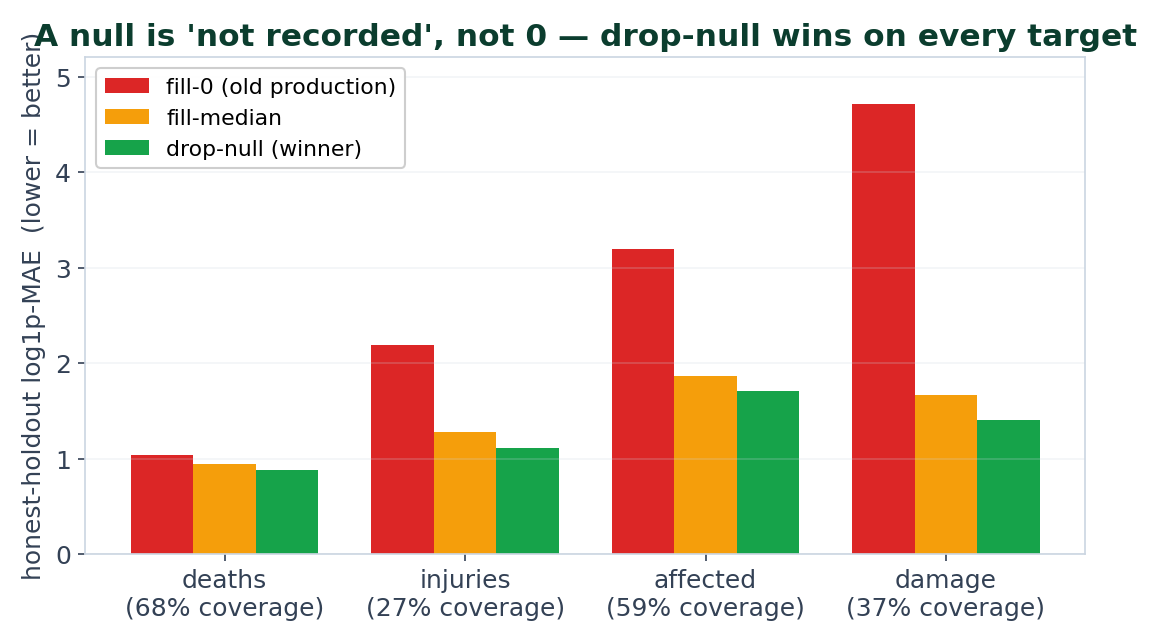 A null is 'not recorded', not 0 — drop-null wins on every target
honest-holdout log1p-MAE  (lower = better)
fill-0 (old production)
fill-median
drop-null (winner)
5
4
3
2
1
0
deaths
(68% coverage)
injuries
(27% coverage)
affected
(59% coverage)
damage
(37% coverage)